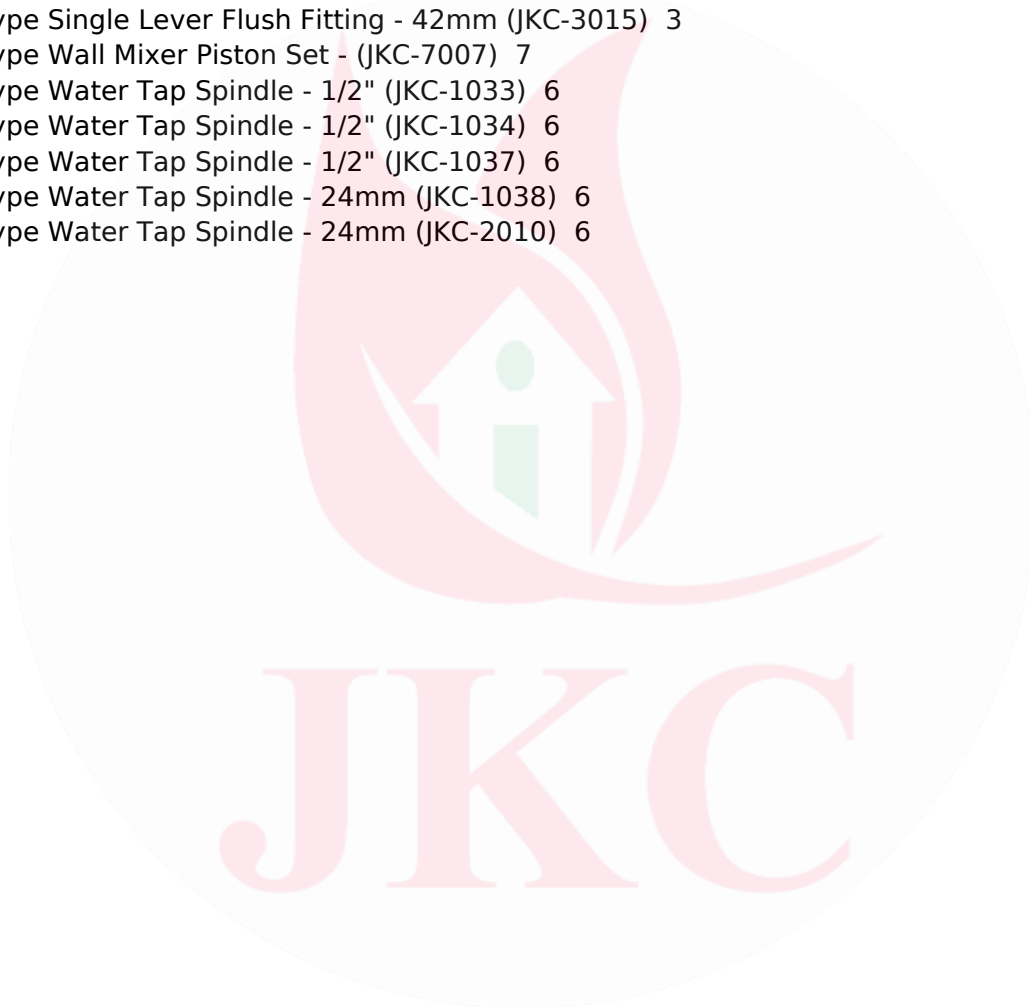 ype Single Lever Flush Fitting - 42mm (JKC-3015)  3
ype Wall Mixer Piston Set - (JKC-7007)  7
ype Water Tap Spindle - 1/2" (JKC-1033)  6
ype Water Tap Spindle - 1/2" (JKC-1034)  6
ype Water Tap Spindle - 1/2" (JKC-1037)  6
ype Water Tap Spindle - 24mm (JKC-1038)  6
ype Water Tap Spindle - 24mm (JKC-2010)  6
JKC